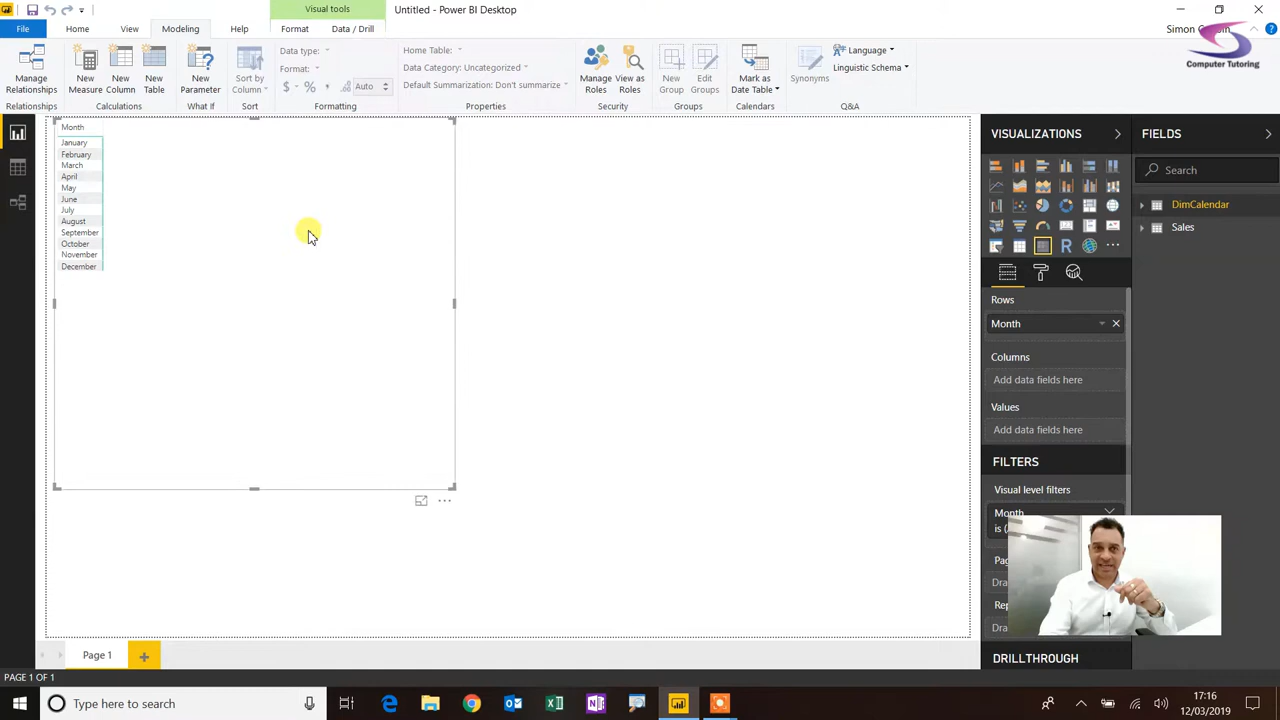 Visual tools
Untitled - Power BI Desktop
File
Home
View
Modeling
Help
Format
Data / Drill
Simon
Computer Tutoring
Manage Relationships
New Measure
New Column
New Table
New Parameter
Sort by Column
Data type:
Format:
$ % , Auto
Home Table:
Data Category: Uncategorized
Default Summarization: Don't summarize
Manage Roles
View as Roles
New Group
Edit Groups
Mark as Date Table
Synonyms
Language
Linguistic Schema
Relationships
Calculations
What If
Sort
Formatting
Properties
Security
Groups
Calendars
Q&A
Month
January
February
March
April
May
June
July
August
September
October
November
December
VISUALIZATIONS
R
Rows
Month
Columns
Add data fields here
Values
Add data fields here
FILTERS
Visual level filters
Month
DRILLTHROUGH
FIELDS
Search
DimCalendar
Sales
Page 1
PAGE 1 OF 1
Type here to search
17:16
12/03/2019